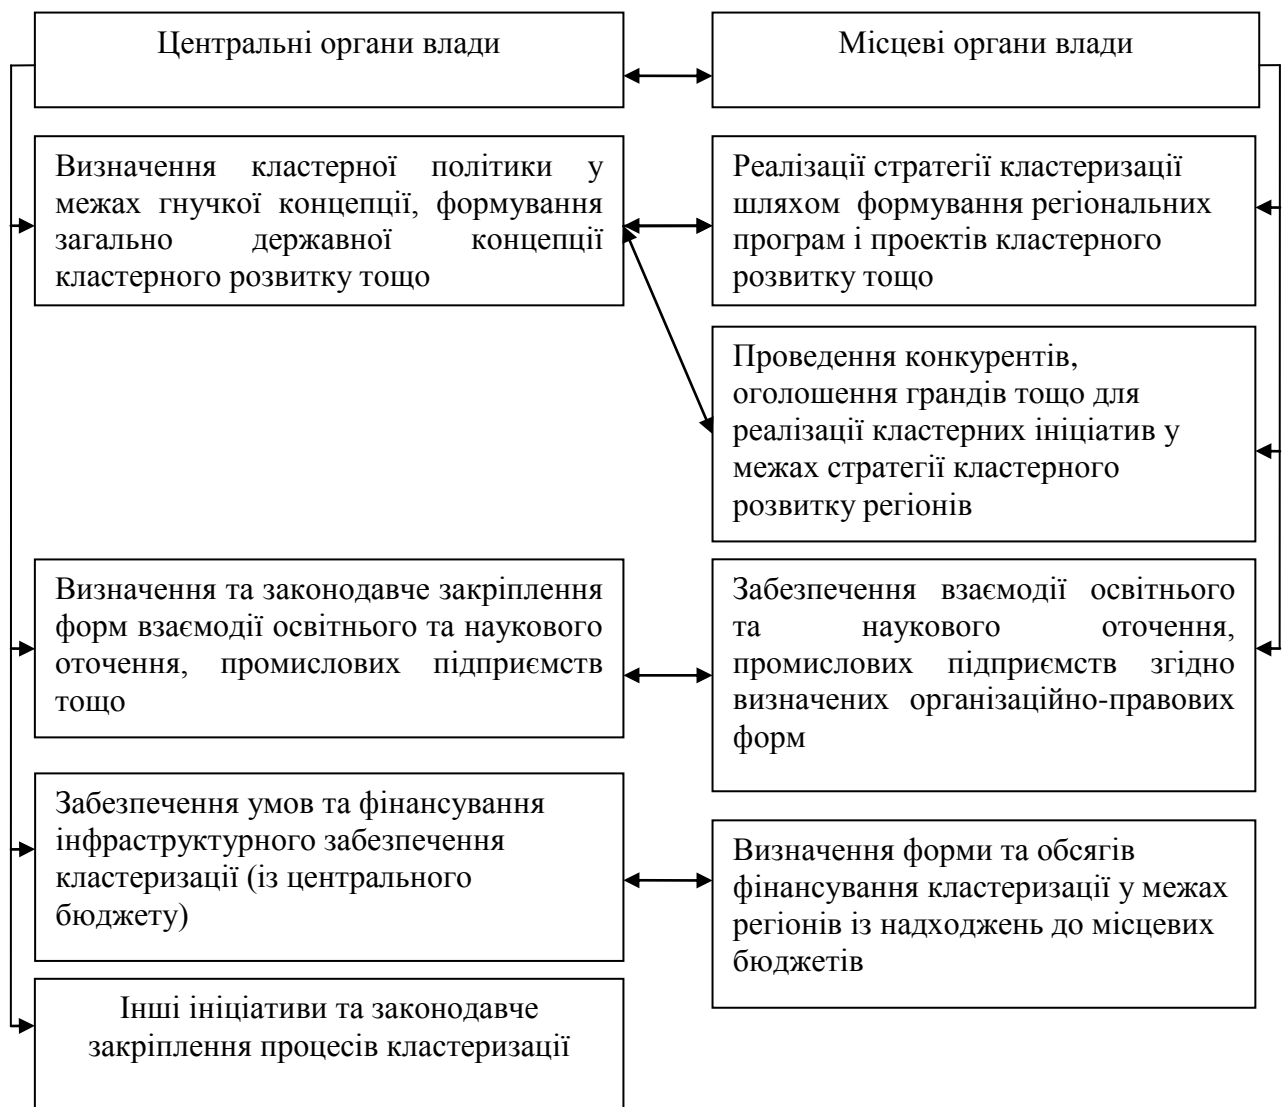 Центральні органи влади
Місцеві органи влади
Визначення кластерної політики у
межах гнучкої концепції, формування
загально державної концепції
кластерного розвитку тощо
Реалізації стратегії кластеризації
шляхом формування регіональних
програм і проектів кластерного
розвитку тощо
Проведення конкурентів,
оголошення грандів тощо для
реалізації кластерних ініціатив у
межах стратегії кластерного
розвитку регіонів
Визначення та законодавче закріплення
форм взаємодії освітнього та наукового
оточення, промислових підприємств
тощо
Забезпечення взаємодії освітнього
та наукового оточення,
промислових підприємств згідно
визначених організаційно-правових
форм
Забезпечення умов та фінансування
інфраструктурного забезпечення
кластеризації (із центрального
бюджету)
Визначення форми та обсягів
фінансування кластеризації у межах
регіонів із надходжень до місцевих
бюджетів
Інші ініціативи та законодавче
закріплення процесів кластеризації